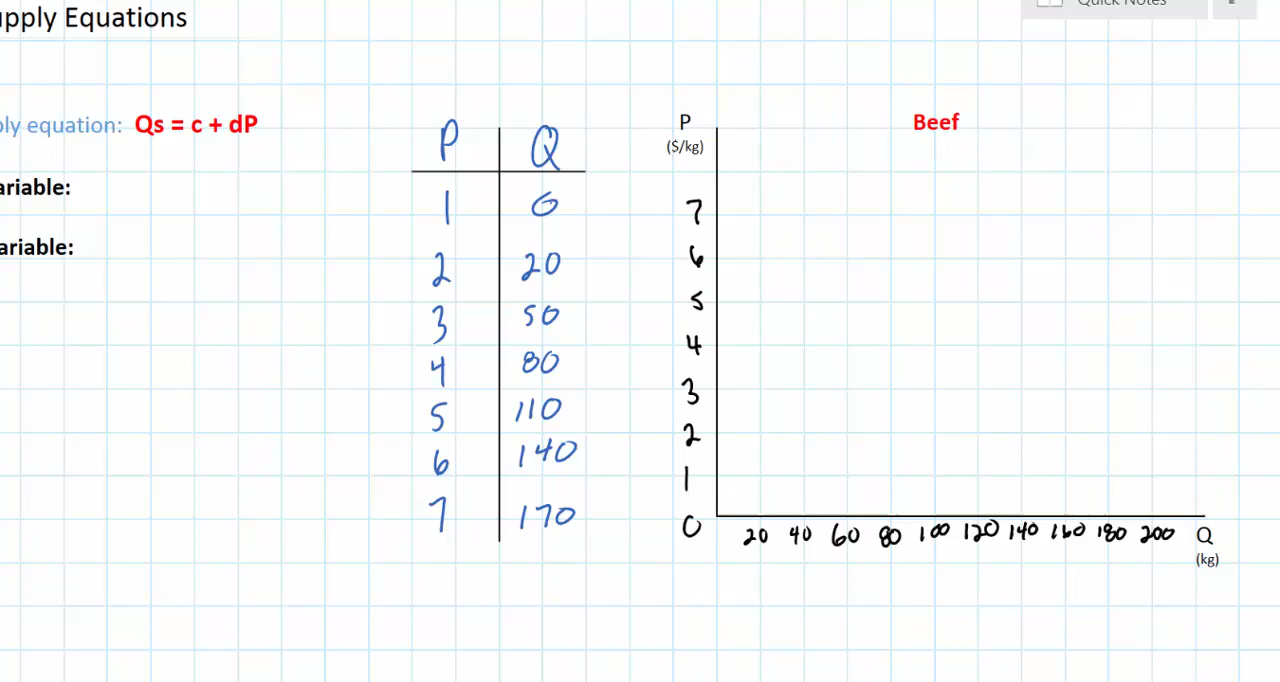 upply Equations
Quick Notes
ply equation: Qs = c + dP
ariable:
ariable:
P Q
1 0
2 20
3 50
4 80
5 110
6 140
7 170
Beef
P
($/kg)
7
6
5
4
3
2
1
0
20 40 60 80 100 120 140 160 180 200 Q
(kg)